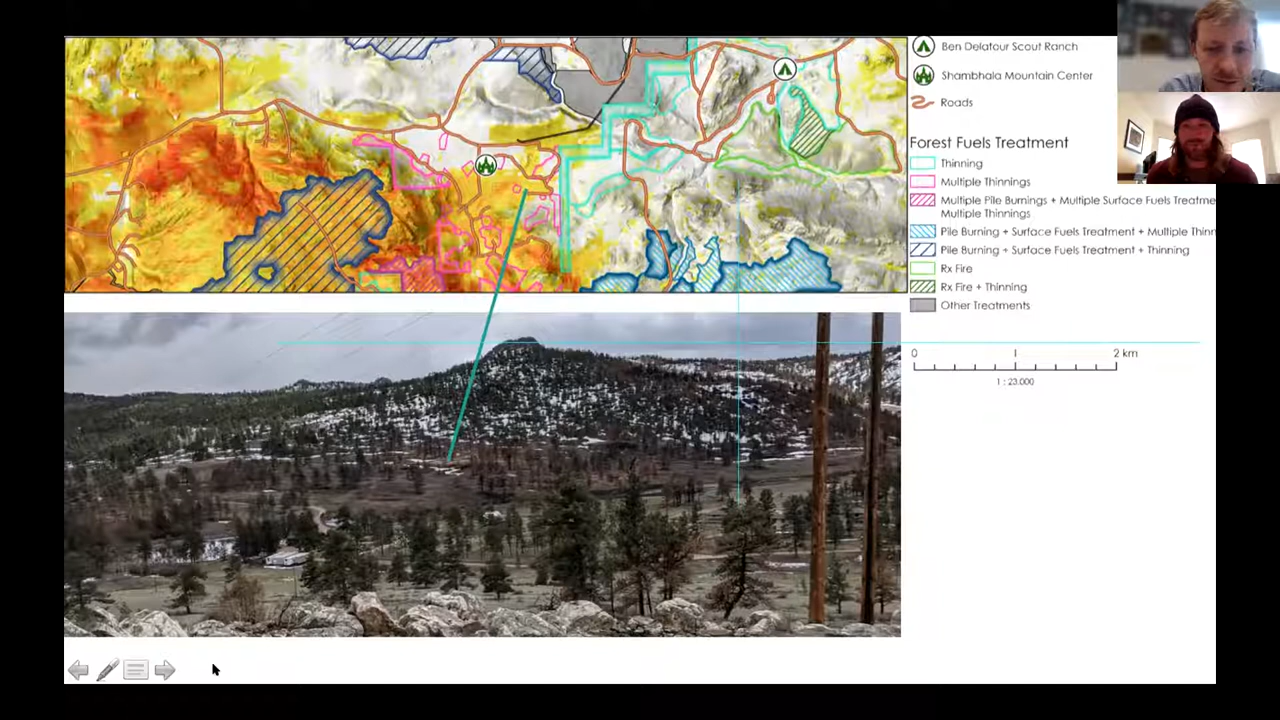 Ben Delatour Scout Ranch
Shambhala Mountain Center
Roads
Forest Fuels Treatment
Thinning
Multiple Thinnings
Multiple Pile Burnings + Multiple Surface Fuels Treatme
Multiple Thinnings
Pile Burning + Surface Fuels Treatment + Multiple Thinn
Pile Burning + Surface Fuels Treatment + Thinning
Rx Fire
Rx Fire + Thinning
Other Treatments
0 1 2 km
1 : 23.000